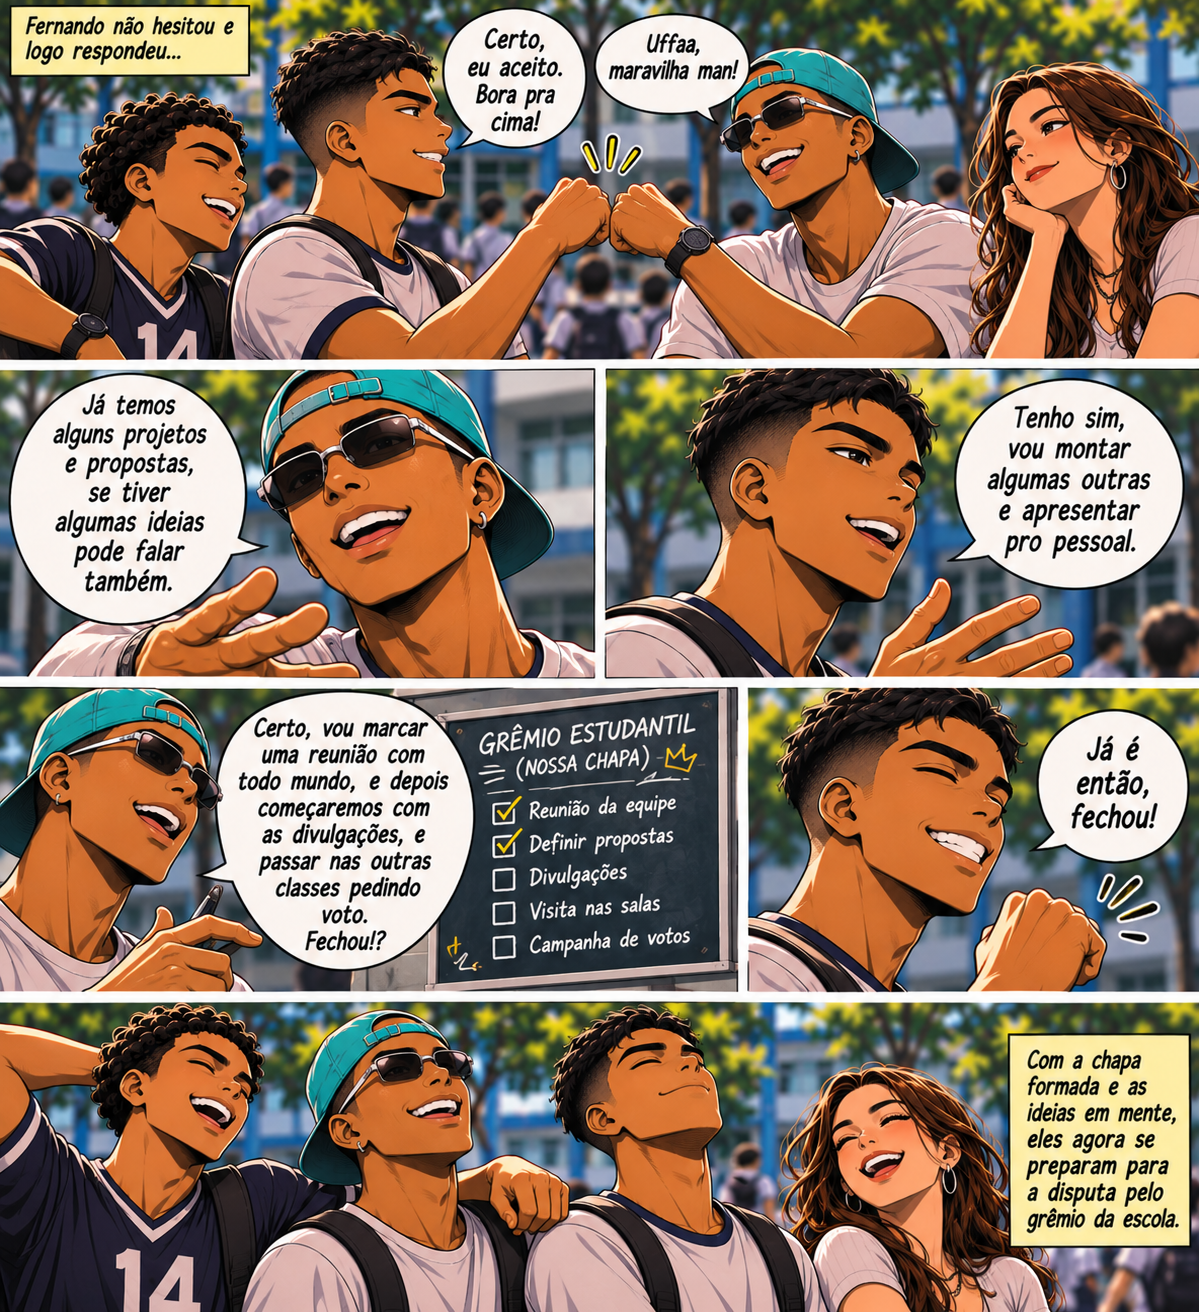 Fernando não hesitou e
logo respondeu...
Certo,
eu aceito.
Bora pra
cima!
Uffaa,
maravilha man!
14
Já temos
alguns projetos
e propostas,
se tiver
algumas ideias
pode falar
também.
Tenho sim,
vou montar
algumas outras
e apresentar
pro pessoal.
Certo, vou marcar
uma reunião com
todo mundo, e depois
começaremos com
as divulgações, e
passar nas outras
classes pedindo
voto.
Fechou!?
GRÊMIO ESTUDANTIL
(NOSSA CHAPA)
Reunião da equipe
Definir propostas
Divulgações
Visita nas salas
Campanha de votos
Já é
então,
fechou!
14
Com a chapa
formada e as
ideias em mente,
eles agora se
preparam para
a disputa pelo
grêmio da escola.